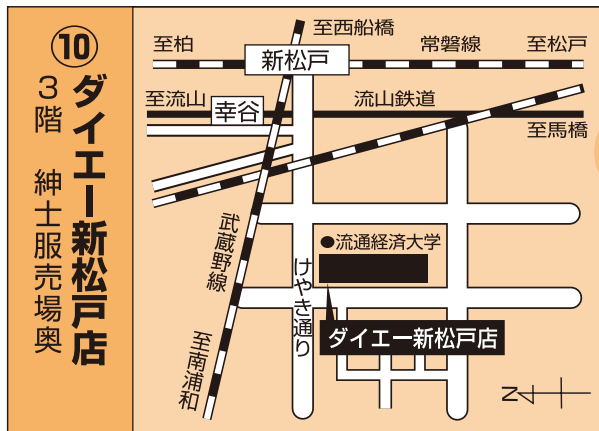 ⑩
ダイエー新松戸店
3階 紳士服売場奥
至西船橋
至柏
新松戸
常磐線
至松戸
至流山
幸谷
流山鉄道
至馬橋
武蔵野線
●流通経済大学
けやき通り
ダイエー新松戸店
至南浦和
N